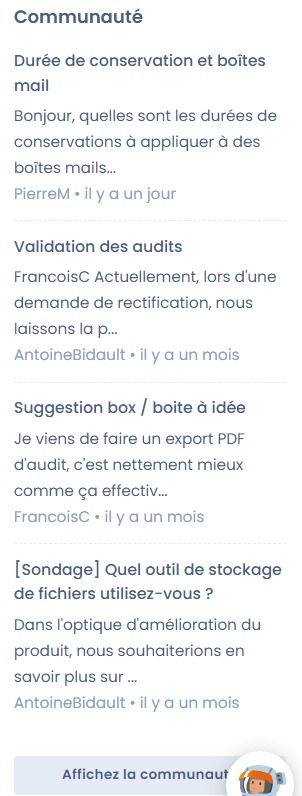 Communauté
Durée de conservation et boîtes
mail
Bonjour, quelles sont les durées de
conservations à appliquer à des
boîtes mails...
PierreM • il y a un jour
Validation des audits
FrancoisC Actuellement, lors d'une
demande de rectification, nous
laissons la p...
AntoineBidault • il y a un mois
Suggestion box / boite à idée
Je viens de faire un export PDF
d'audit, c'est nettement mieux
comme ça effectiv...
FrancoisC • il y a un mois
[Sondage] Quel outil de stockage
de fichiers utilisez-vous ?
Dans l'optique d'amélioration du
produit, nous souhaiterions en
savoir plus sur ...
AntoineBidault • il y a un mois
Affichez la communaut